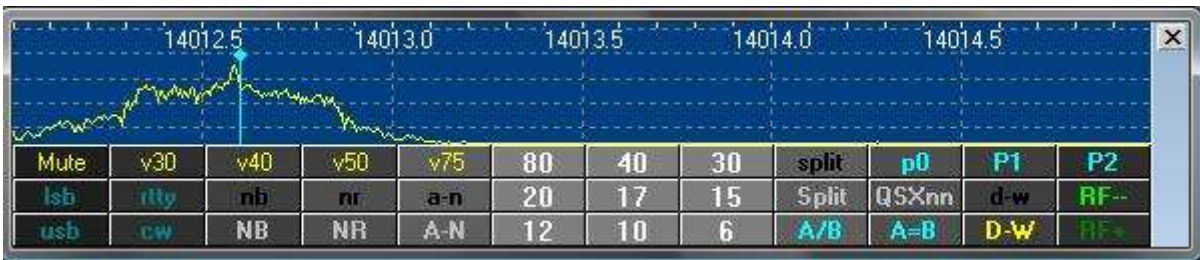 14012.5 14013.0 14013.5 14014.0 14014.5
Mute v30 v40 v50 v75 80 40 30 split p0 P1 P2
lsb rtty nb nr a-n 20 17 15 Split QSXnn d-w RF--
usb cw NB NR A-N 12 10 6 A/B A=B D-W RF+